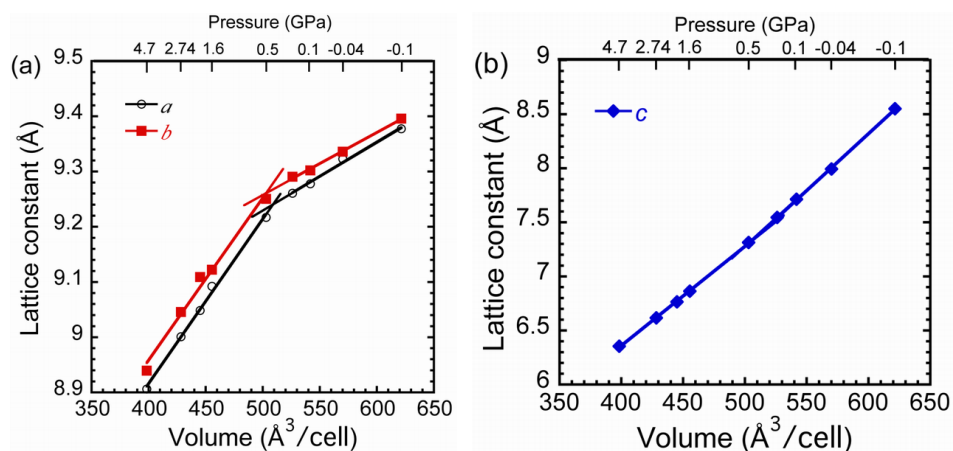 Pressure (GPa)
4.7 2.74 1.6 0.5 0.1 -0.04 -0.1
(a)
9.5
9.4
9.3
9.2
9.1
9
8.9
Lattice constant (Å)
a
b
350 400 450 500 550 600 650
Volume (Å³/cell)
Pressure (GPa)
4.7 2.74 1.6 0.5 0.1 -0.04 -0.1
(b)
9
8.5
8
7.5
7
6.5
6
Lattice constant (Å)
c
350 400 450 500 550 600 650
Volume (Å³/cell)